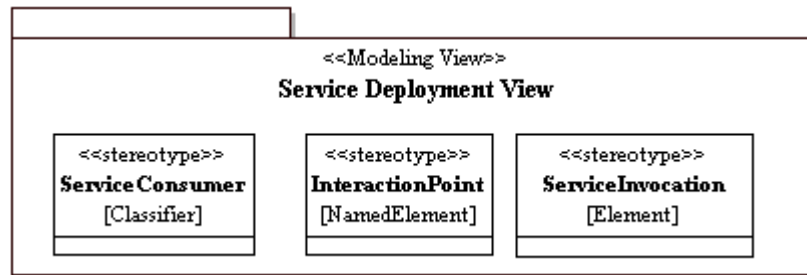 <<Modeling View>>
Service Deployment View
<<stereotype>>
ServiceConsumer
[Classifier]
<<stereotype>>
InteractionPoint
[NamedElement]
<<stereotype>>
ServiceInvocation
[Element]